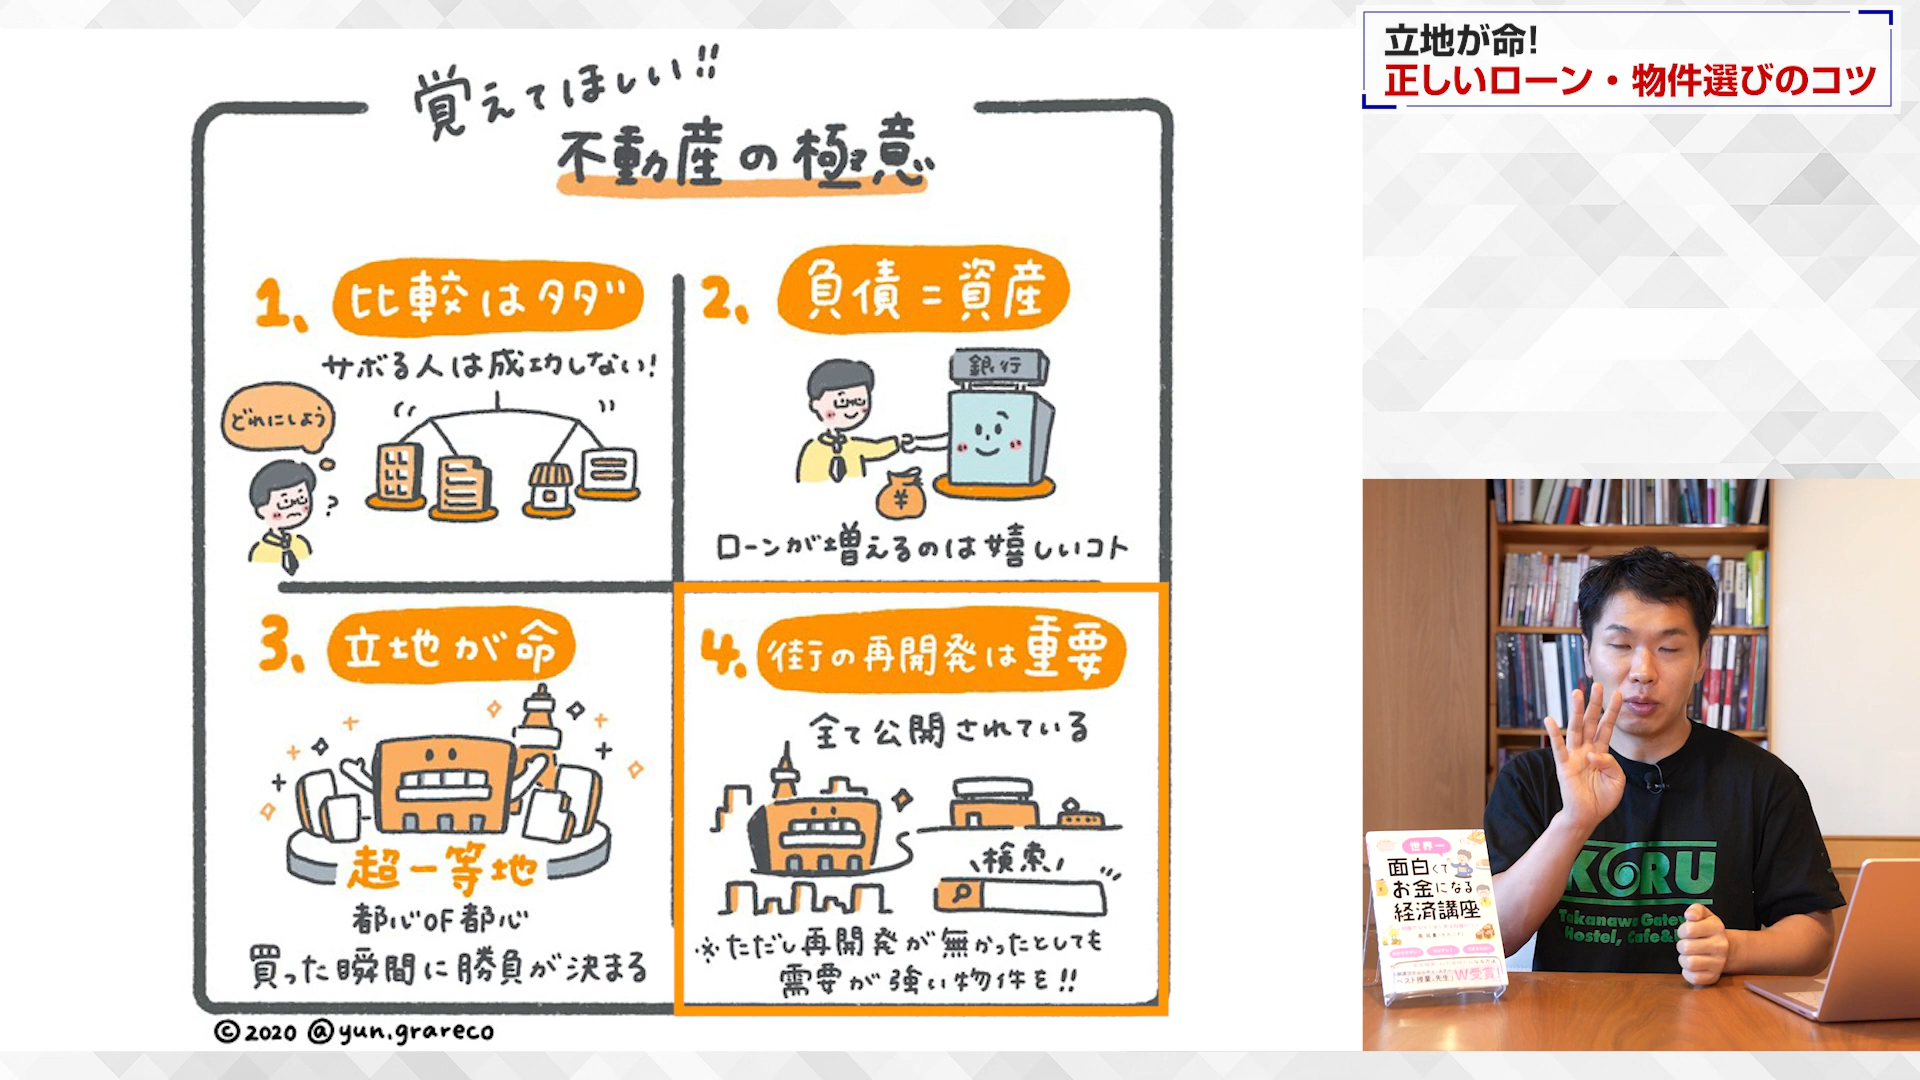 立地が命!
正しいローン・物件選びのコツ
覚えてほしい!!
不動産の極意
1、比較はタダ
サボる人は成功しない!
どれにしよう
?
2、負債=資産
銀行
¥
ローンが増えるのは嬉しいコト
3、立地が命
超一等地
都心OF都心
買った瞬間に勝負が決まる
4、街の再開発は重要
全て公開されている
検索
※ただし再開発が無かったとしても
需要が強い物件を!!
©2020 @yun.grareco
世界一
面白くて
お金になる
経済講座
W受賞!
KORU
Takanawa Gateway
Hostel, Cafe&